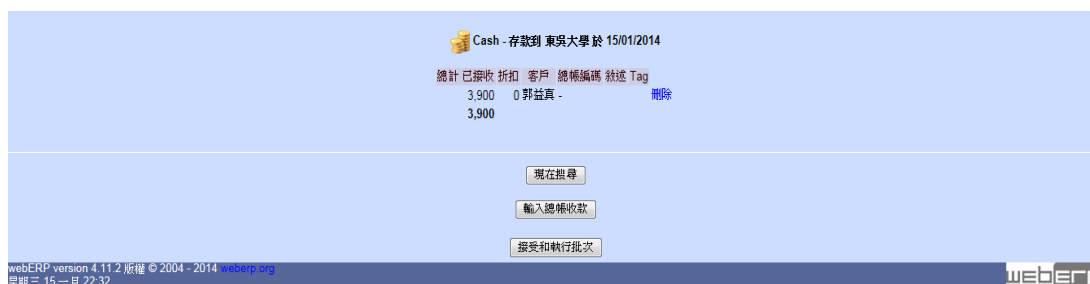 Cash - 存款到 東吳大學 於 15/01/2014
總計 已接收 折扣 客戶 總帳編碼 敘述 Tag
3,900 0 郭益真 - 刪除
3,900
現在搜尋
輸入總帳收款
接受和執行批次
webERP version 4.11.2 版權 © 2004 - 2014 weberp.org
星期三 15 一月 22:32
webERP